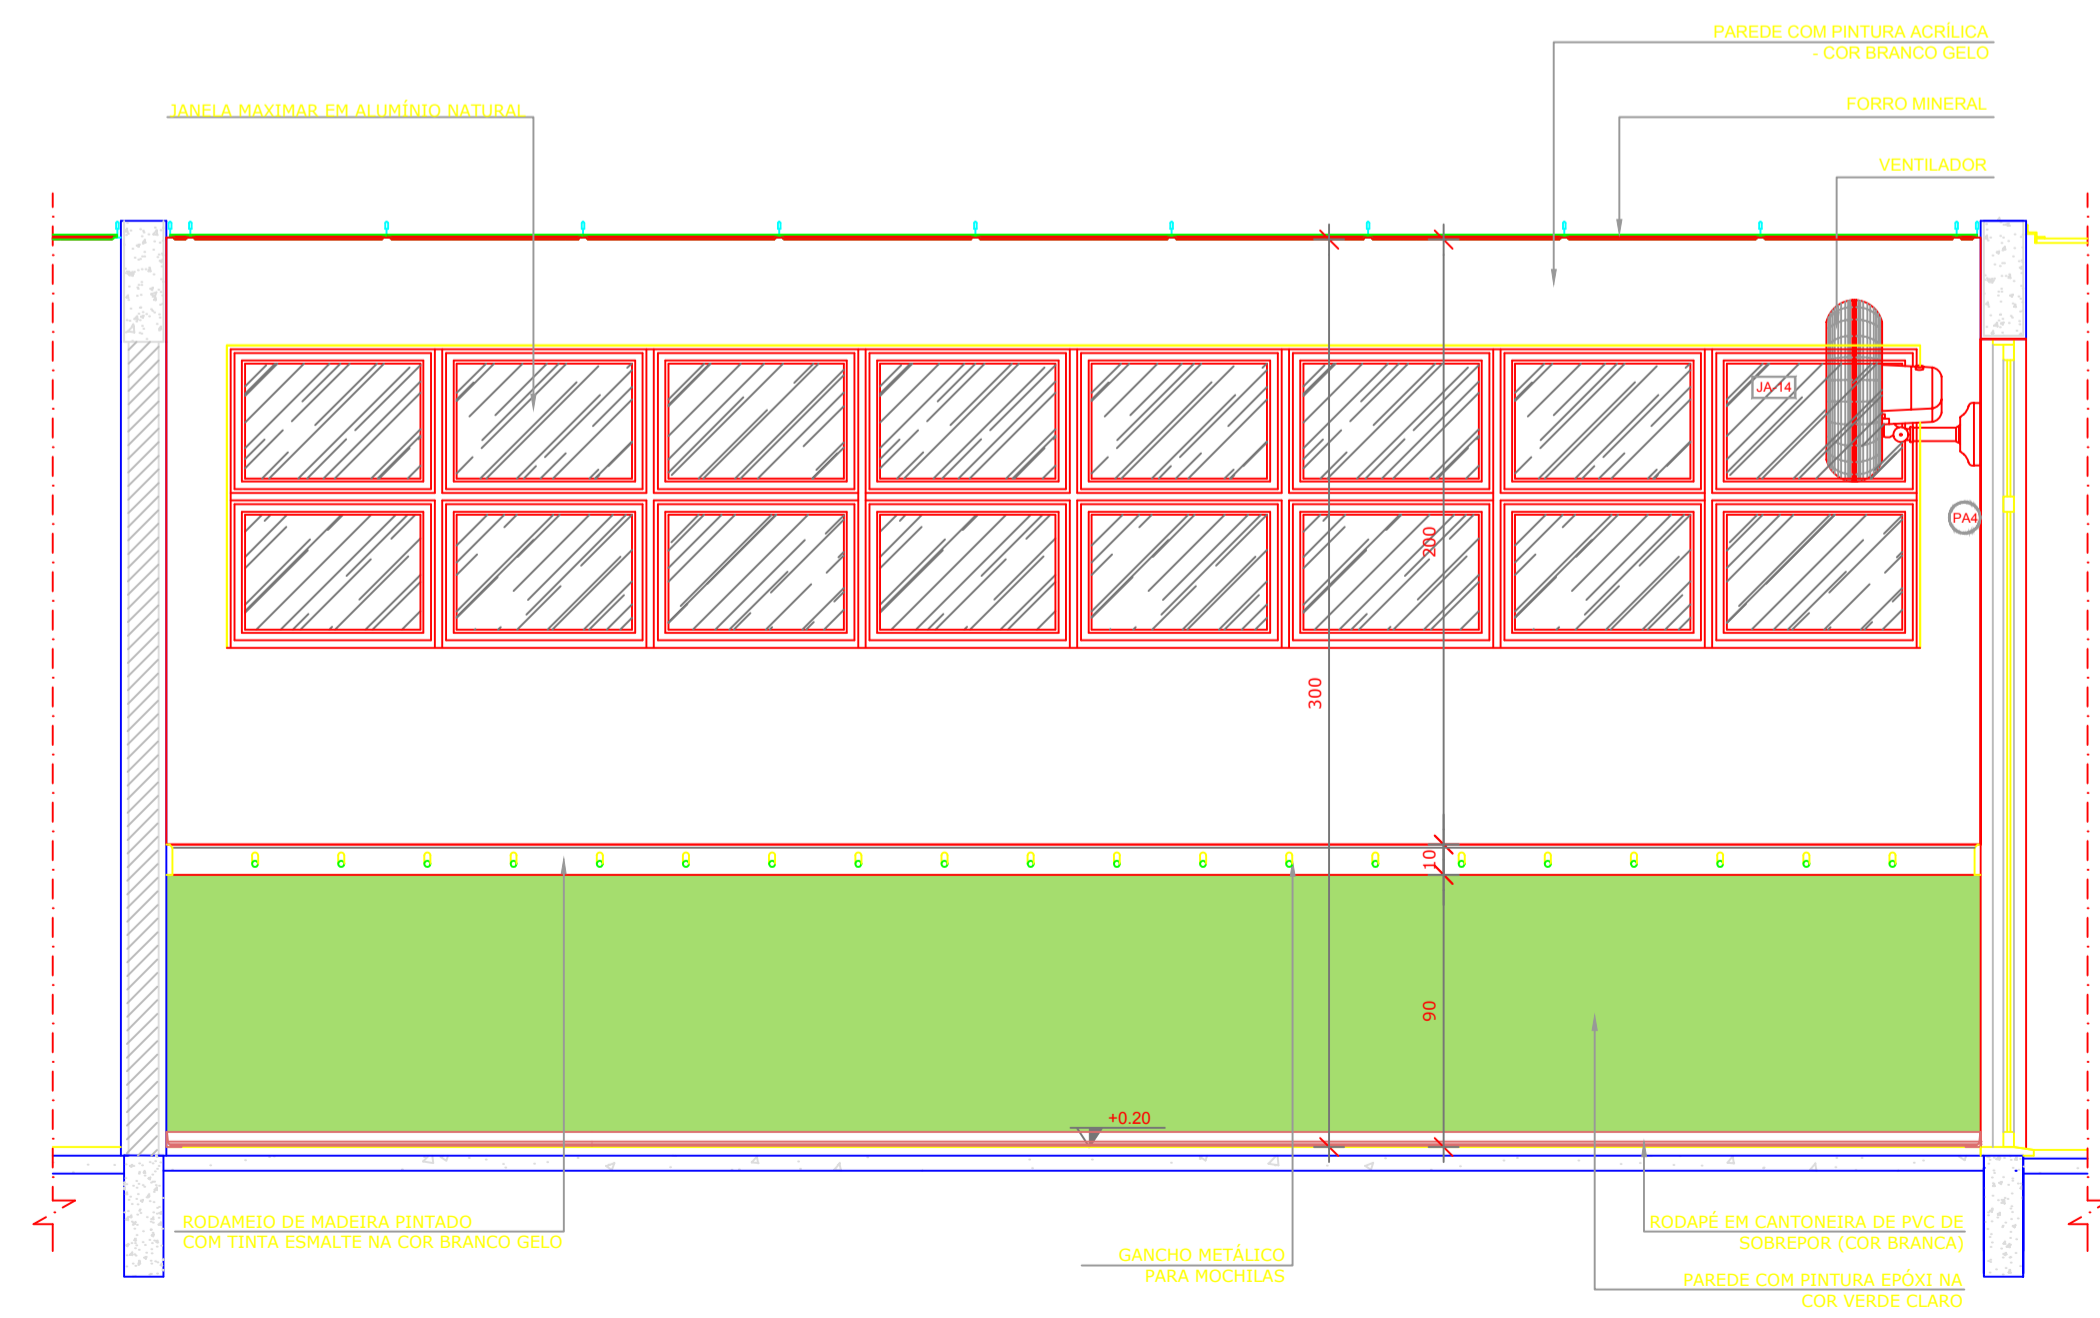 PAREDE COM PINTURA ACRÍLICA
- COR BRANCO GELO
FORRO MINERAL
JANELA MAXIMAR EM ALUMÍNIO NATURAL
VENTILADOR
JA-14
PA4
200
300
10
90
+0.20
RODAMEIO DE MADEIRA PINTADO
COM TINTA ESMALTE NA COR BRANCO GELO
GANCHO METÁLICO
PARA MOCHILAS
RODAPÉ EM CANTONEIRA DE PVC DE
SOBREPOR (COR BRANCA)
PAREDE COM PINTURA EPÓXI NA
COR VERDE CLARO